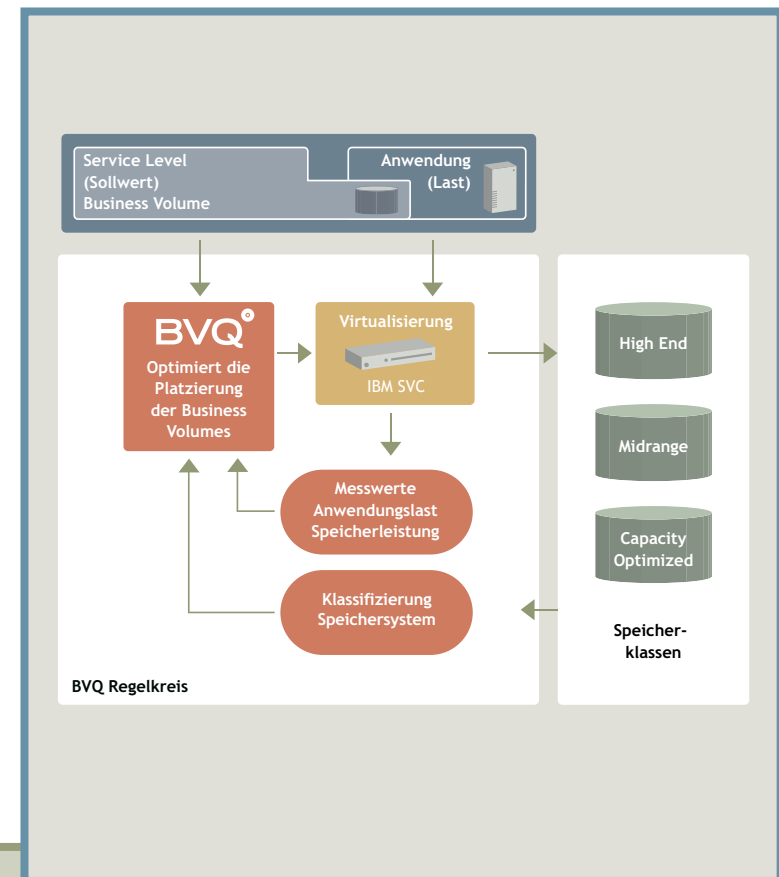 Service Level
(Sollwert)
Business Volume
Anwendung
(Last)
BVQ
Optimiert die
Platzierung
der Business
Volumes
Virtualisierung
IBM SVC
High End
Midrange
Capacity
Optimized
Messwerte
Anwendungslast
Speicherleistung
Klassifizierung
Speichersystem
Speicher-
klassen
BVQ Regelkreis